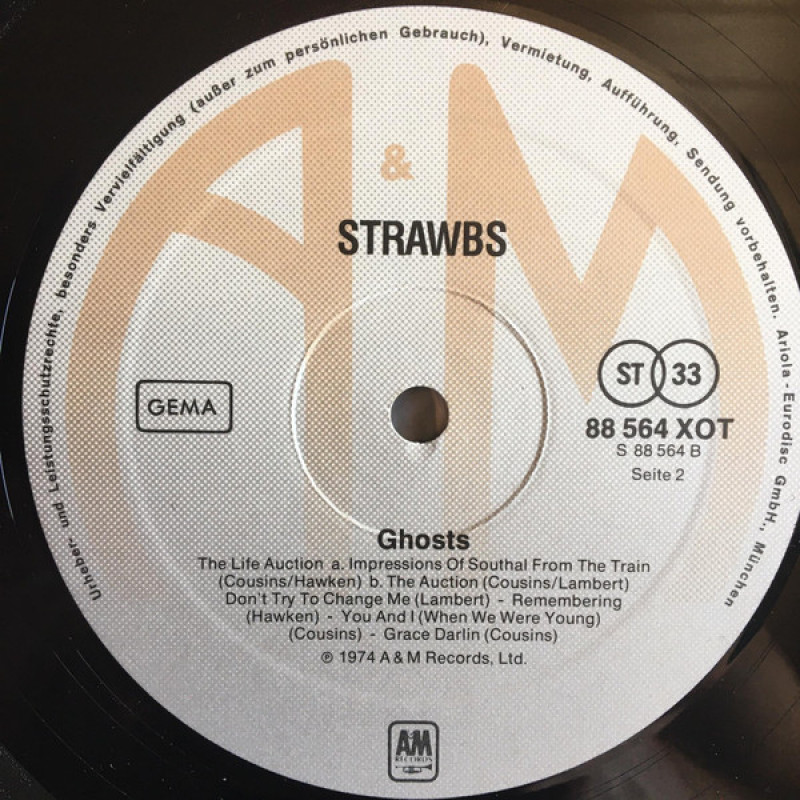 Urheber- und Leistungsschutzrechte, besonders Vervielfältigung (außer zum persönlichen Gebrauch), Vermietung, Aufführung, Sendung vorbehalten. Ariola - Eurodisc GmbH., München
A & M
STRAWBS
GEMA
ST 33
88 564 XOT
S 88 564 B
Seite 2
Ghosts
The Life Auction a. Impressions Of Southal From The Train
(Cousins/Hawken) b. The Auction (Cousins/Lambert)
Don't Try To Change Me (Lambert) - Remembering
(Hawken) - You And I (When We Were Young)
(Cousins) - Grace Darlin (Cousins)
℗ 1974 A & M Records, Ltd.
A&M
RECORDS